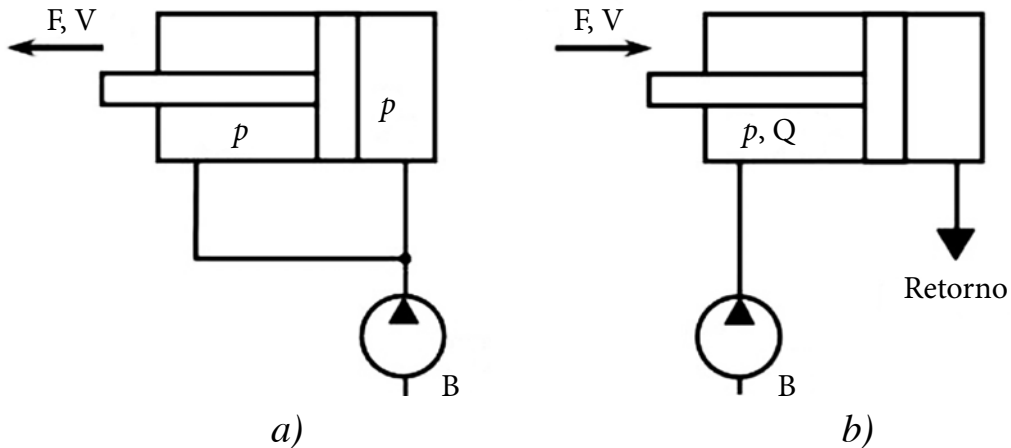 F, V
p
p
B
a)
F, V
p, Q
Retorno
B
b)